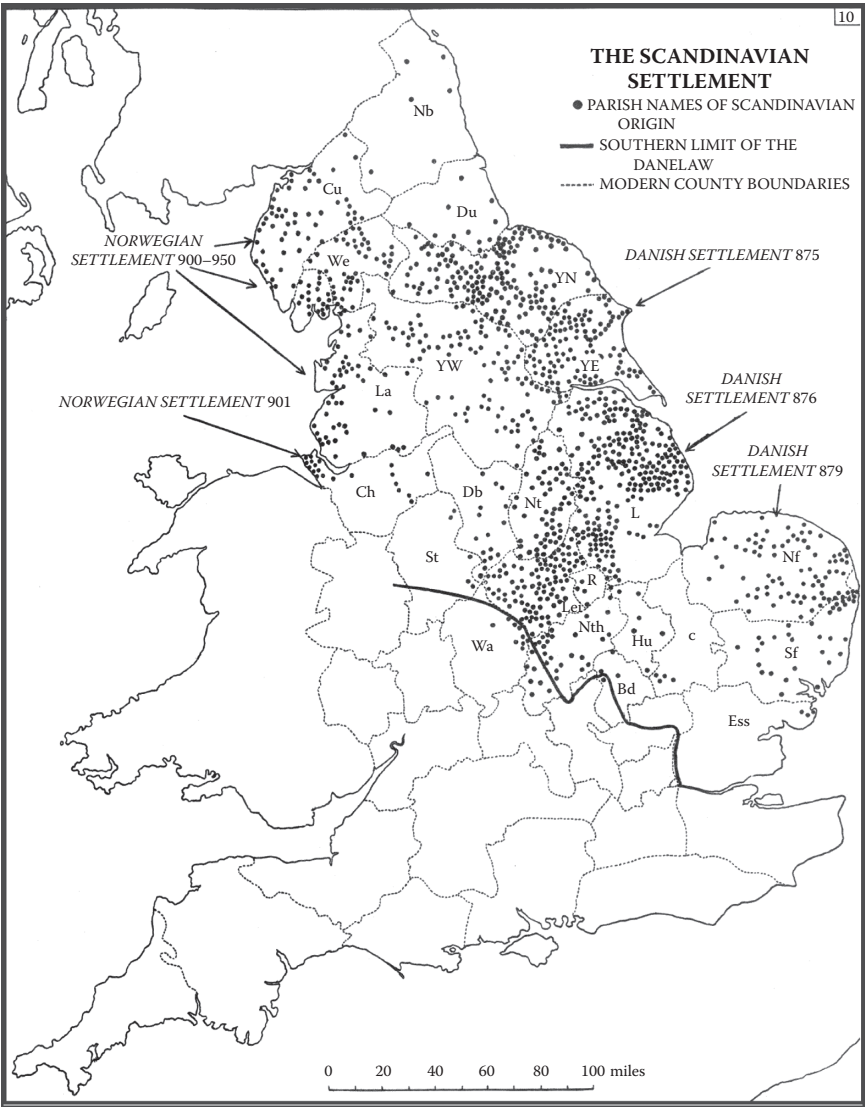 10
THE SCANDINAVIAN
SETTLEMENT
PARISH NAMES OF SCANDINAVIAN
ORIGIN
SOUTHERN LIMIT OF THE
DANELAW
MODERN COUNTY BOUNDARIES
Nb
Cu
Du
NORWEGIAN
SETTLEMENT 900–950
We
YN
DANISH SETTLEMENT 875
YW
YE
La
DANISH
SETTLEMENT 876
NORWEGIAN SETTLEMENT 901
DANISH
SETTLEMENT 879
Ch
Db
Nt
L
St
Nf
R
Lei
Nth
Hu
c
Wa
Sf
Bd
Ess
0 20 40 60 80 100 miles